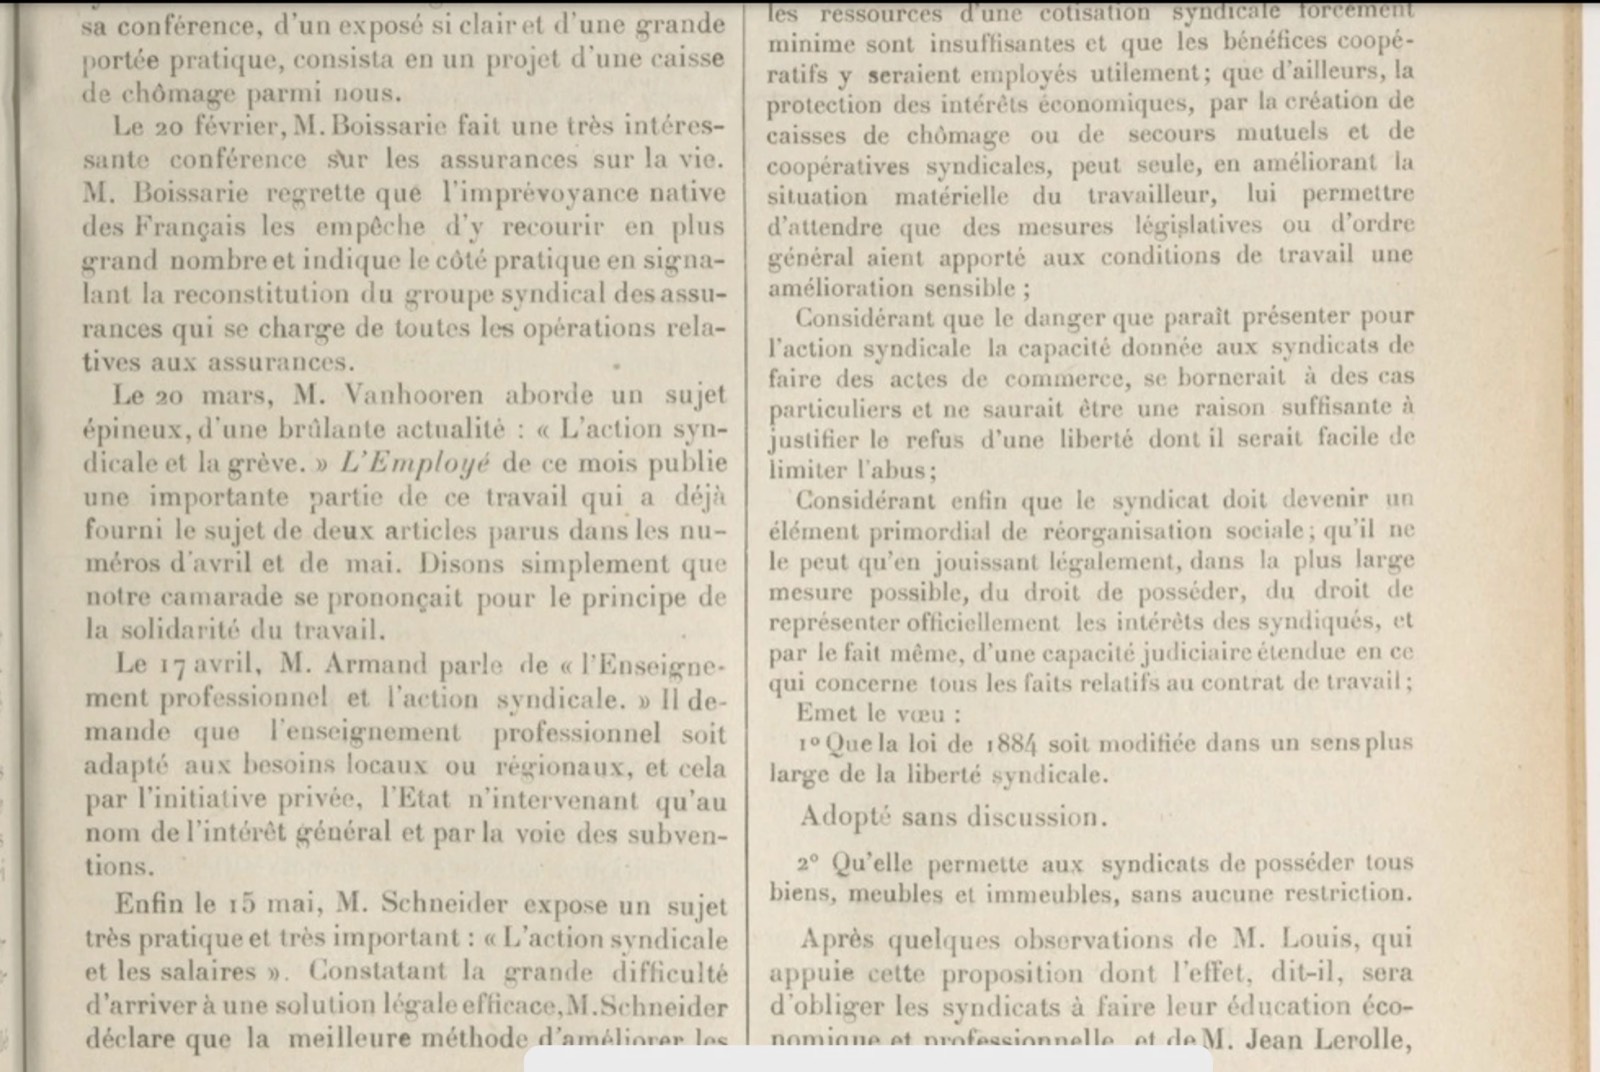 sa conférence, d'un exposé si clair et d'une grande
portée pratique, consista en un projet d'une caisse
de chômage parmi nous.
Le 20 février, M. Boissarie fait une très intéres-
sante conférence sur les assurances sur la vie.
M. Boissarie regrette que l'imprévoyance native
des Français les empêche d'y recourir en plus
grand nombre et indique le côté pratique en signa-
lant la reconstitution du groupe syndical des assu-
rances qui se charge de toutes les opérations rela-
tives aux assurances.
Le 20 mars, M. Vanhooren aborde un sujet
épineux, d'une brûlante actualité : « L'action syn-
dicale et la grève. » L'Employé de ce mois publie
une importante partie de ce travail qui a déjà
fourni le sujet de deux articles parus dans les nu-
méros d'avril et de mai. Disons simplement que
notre camarade se prononçait pour le principe de
la solidarité du travail.
Le 17 avril, M. Armand parle de « l'Enseigne-
ment professionnel et l'action syndicale. » Il de-
mande que l'enseignement professionnel soit
adapté aux besoins locaux ou régionaux, et cela
par l'initiative privée, l'Etat n'intervenant qu'au
nom de l'intérêt général et par la voie des subven-
tions.
Enfin le 15 mai, M. Schneider expose un sujet
très pratique et très important : « L'action syndicale
et les salaires ». Constatant la grande difficulté
d'arriver à une solution légale efficace, M. Schneider
déclare que la meilleure méthode d'améliorer les
les ressources d'une cotisation syndicale forcément
minime sont insuffisantes et que les bénéfices coopé-
ratifs y seraient employés utilement; que d'ailleurs, la
protection des intérêts économiques, par la création de
caisses de chômage ou de secours mutuels et de
coopératives syndicales, peut seule, en améliorant la
situation matérielle du travailleur, lui permettre
d'attendre que des mesures législatives ou d'ordre
général aient apporté aux conditions de travail une
amélioration sensible ;
Considérant que le danger que paraît présenter pour
l'action syndicale la capacité donnée aux syndicats de
faire des actes de commerce, se bornerait à des cas
particuliers et ne saurait être une raison suffisante à
justifier le refus d'une liberté dont il serait facile de
limiter l'abus;
Considérant enfin que le syndicat doit devenir un
élément primordial de réorganisation sociale; qu'il ne
le peut qu'en jouissant légalement, dans la plus large
mesure possible, du droit de posséder, du droit de
représenter officiellement les intérêts des syndiqués, et
par le fait même, d'une capacité judiciaire étendue en ce
qui concerne tous les faits relatifs au contrat de travail;
Emet le vœu :
1° Que la loi de 1884 soit modifiée dans un sens plus
large de la liberté syndicale.
Adopté sans discussion.
2° Qu'elle permette aux syndicats de posséder tous
biens, meubles et immeubles, sans aucune restriction.
Après quelques observations de M. Louis, qui
appuie cette proposition dont l'effet, dit-il, sera
d'obliger les syndicats à faire leur éducation éco-
nomique et professionnelle, et de M. Jean Lerolle,